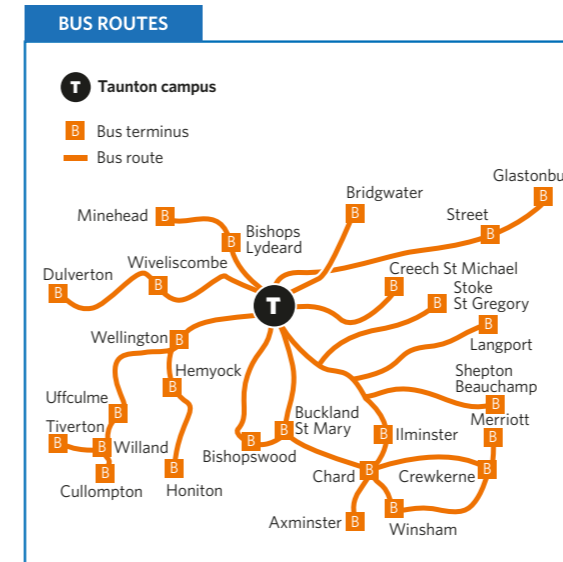 BUS ROUTES
T Taunton campus
B Bus terminus
Bus route
Glastonbu
Bridgwater
Minehead B
B
B
Street
B
B
Bishops
Lydeard
Wiveliscombe
Dulverton
B
B
Creech St Michael
B
Stoke
St Gregory
B
T
B
Langport
Wellington B
Hemyock
B
Shepton
Beauchamp
B
Uffculme
B
Merriott
B
Buckland
St Mary
B
B Ilminster
Tiverton
B
B Willand
B
Bishopswood
B
Cullompton
B
Honiton
Chard B
Crewkerne B
Axminster B
B
Winsham